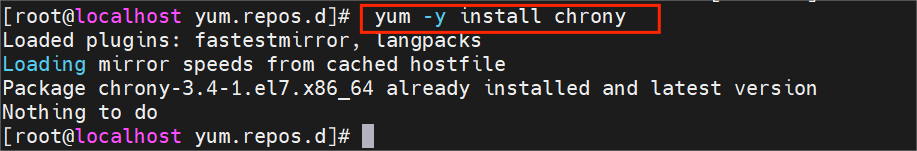 [root@localhost yum.repos.d]# yum -y install chrony
Loaded plugins: fastestmirror, langpacks
Loading mirror speeds from cached hostfile
Package chrony-3.4-1.el7.x86_64 already installed and latest version
Nothing to do
[root@localhost yum.repos.d]#